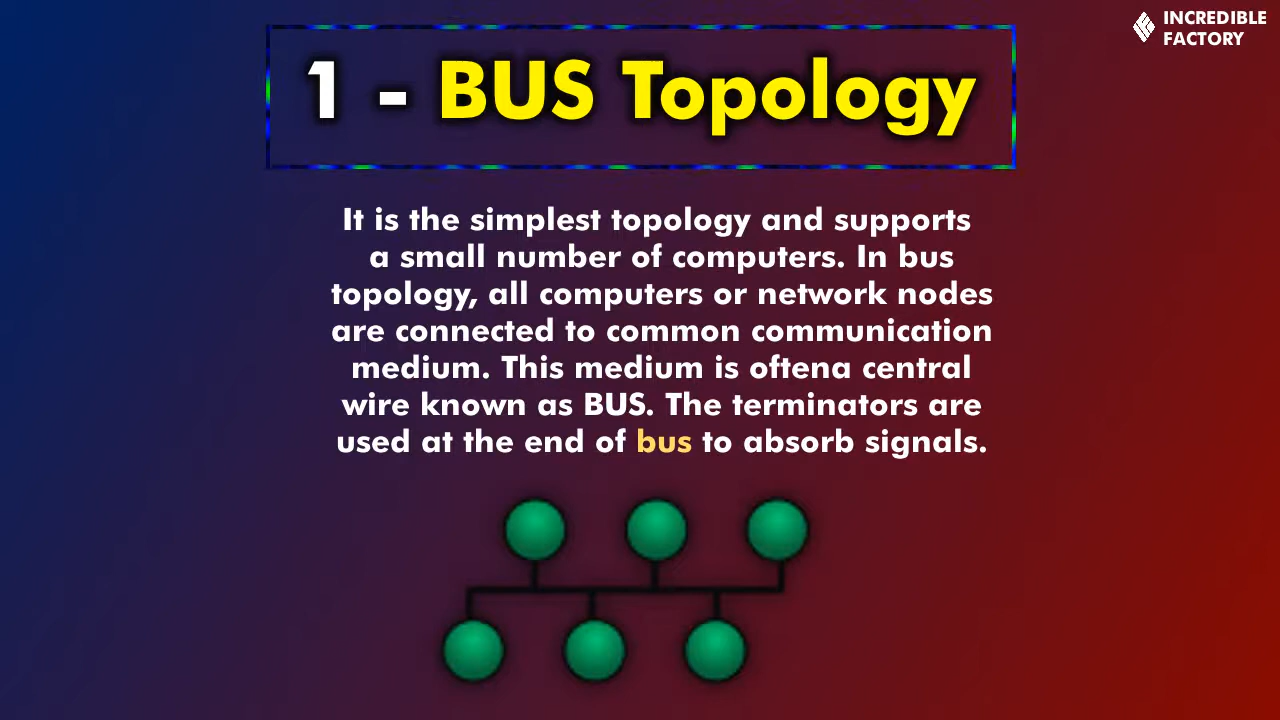 INCREDIBLE
FACTORY
1 - BUS Topology
It is the simplest topology and supports
a small number of computers. In bus
topology, all computers or network nodes
are connected to common communication
medium. This medium is oftena central
wire known as BUS. The terminators are
used at the end of bus to absorb signals.